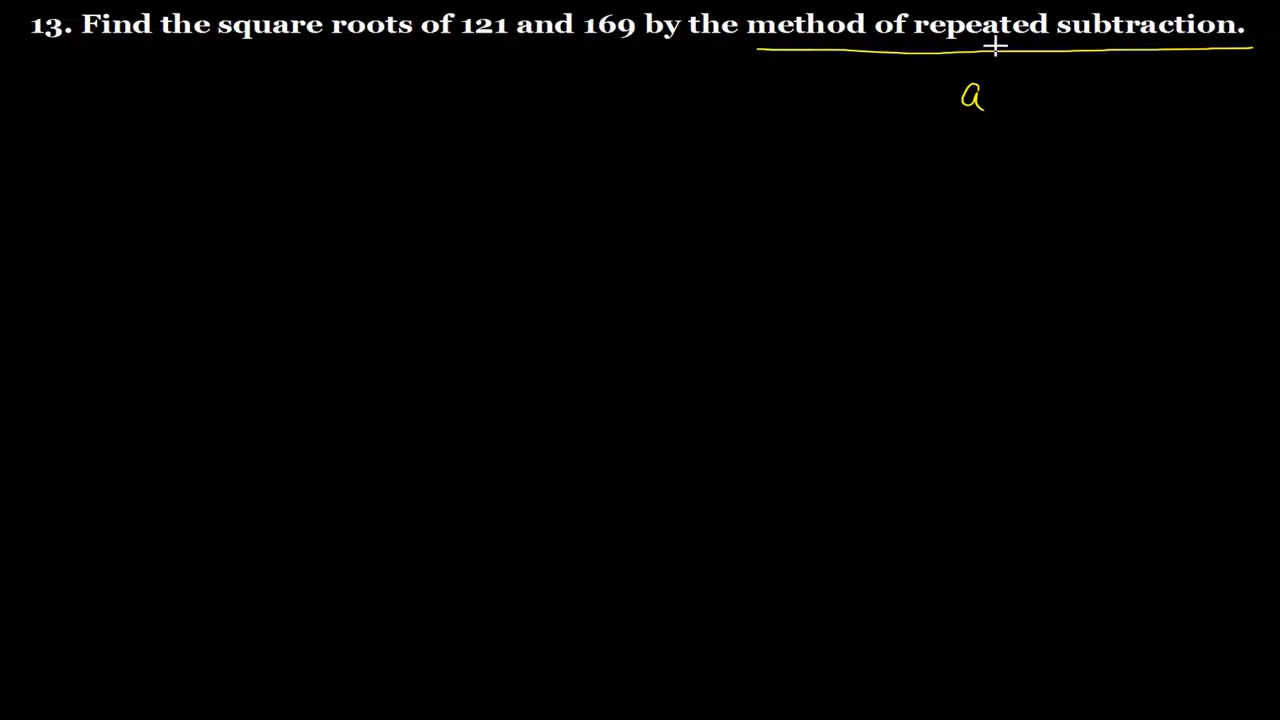 13. Find the square roots of 121 and 169 by the method of repeated subtraction.
a